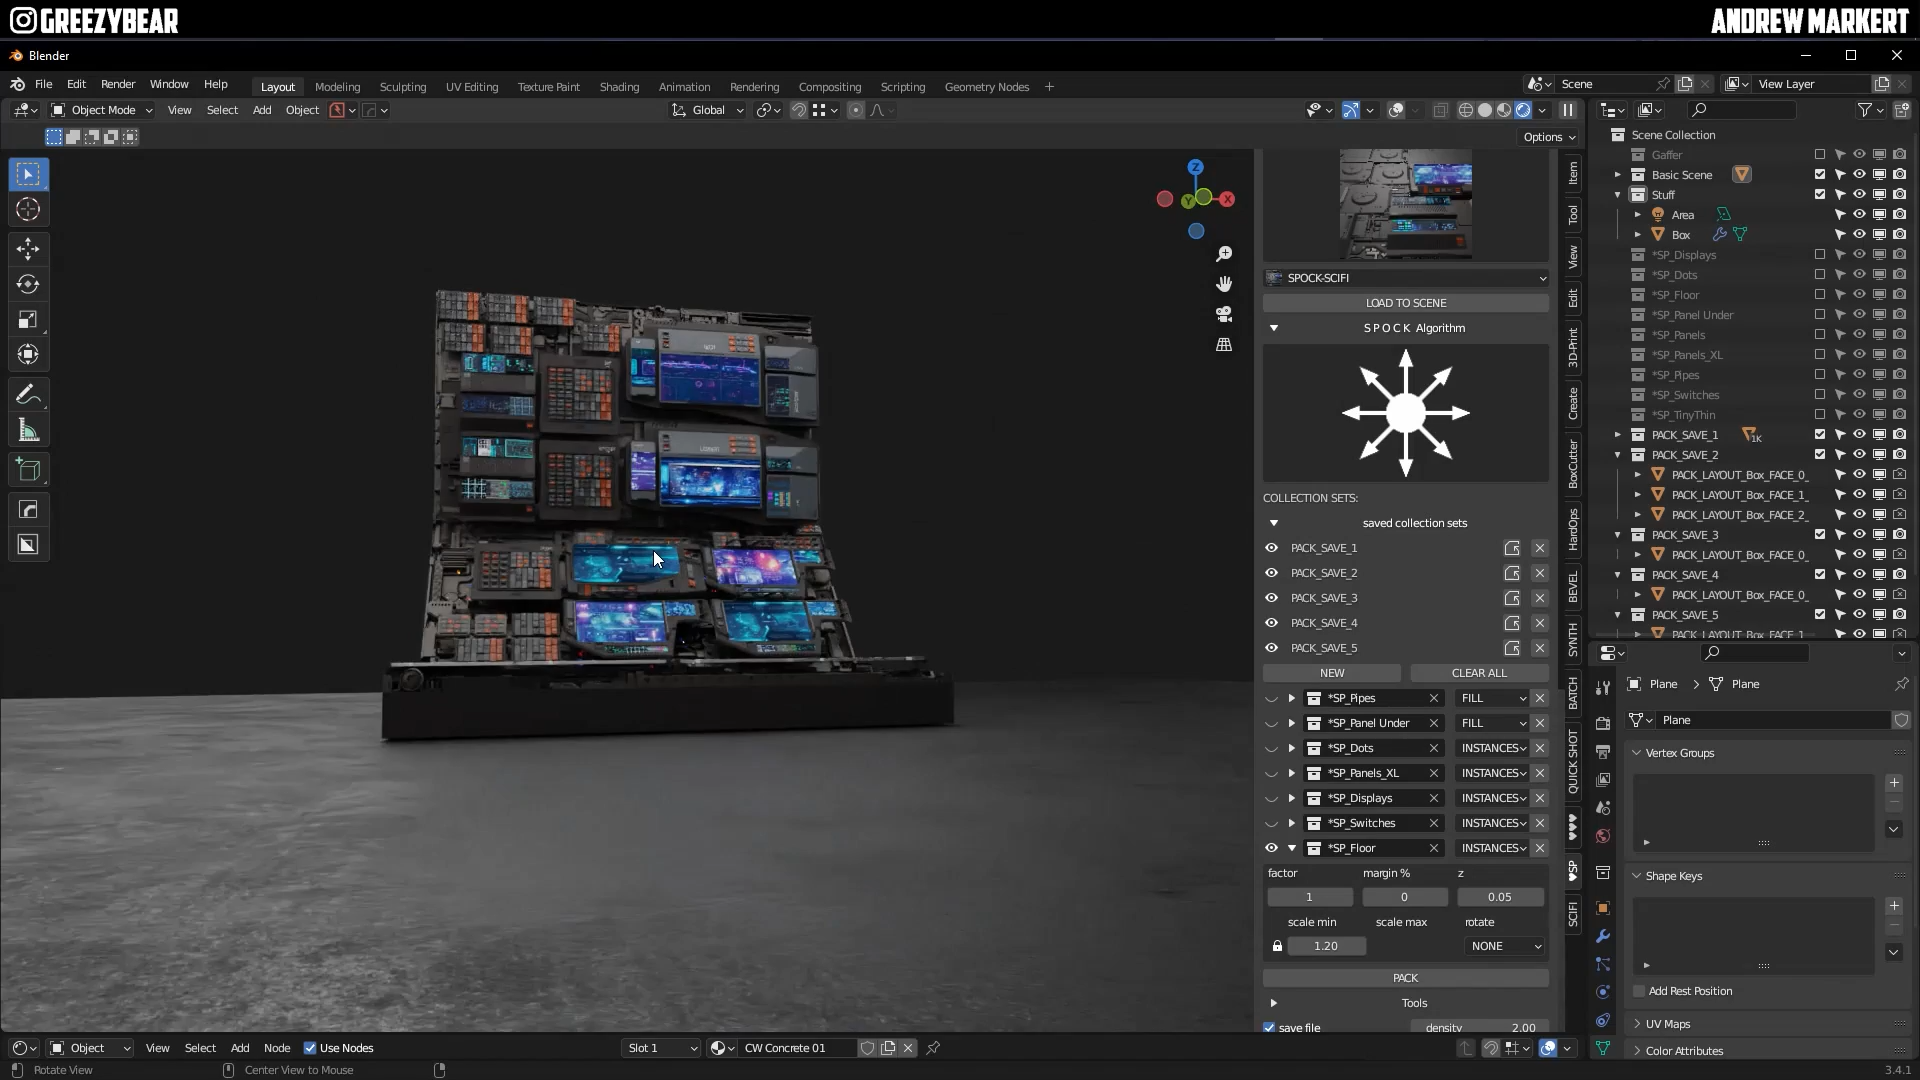 GREEZYBEAR
ANDREW MARKERT
Blender
File Edit Render Window Help Layout Modeling Sculpting UV Editing Texture Paint Shading Animation Rendering Compositing Scripting Geometry Nodes + Scene View Layer
Object Mode View Select Add Object Global
Options
Z
Y X
Item
Tool
View
Edit
3D-Print
Create
BoxCutter
HardOps
BEVEL
SYNTH
BATCH
QUICK SHOT
♥♥♥
♥SP
SCIFI
SPOCK-SCIFI
LOAD TO SCENE
S P O C K Algorithm
COLLECTION SETS:
saved collection sets
PACK_SAVE_1
PACK_SAVE_2
PACK_SAVE_3
PACK_SAVE_4
PACK_SAVE_5
NEW CLEAR ALL
*SP_Pipes FILL
*SP_Panel Under FILL
*SP_Dots INSTANCES
*SP_Panels_XL INSTANCES
*SP_Displays INSTANCES
*SP_Switches INSTANCES
*SP_Floor INSTANCES
factor margin % z
1 0 0.05
scale min scale max rotate
1.20 NONE
PACK
Tools
save file density 2.00
Scene Collection
Gaffer
Basic Scene
Stuff
Area
Box
*SP_Displays
*SP_Dots
*SP_Floor
*SP_Panel Under
*SP_Panels
*SP_Panels_XL
*SP_Pipes
*SP_Switches
*SP_TinyThin
PACK_SAVE_1 1K
PACK_SAVE_2
PACK_LAYOUT_Box_FACE_0_
PACK_LAYOUT_Box_FACE_1_
PACK_LAYOUT_Box_FACE_2_
PACK_SAVE_3
PACK_LAYOUT_Box_FACE_0_
PACK_SAVE_4
PACK_LAYOUT_Box_FACE_0_
PACK_SAVE_5
PACK_LAYOUT_Box_FACE_1_
Plane > Plane
Plane
Vertex Groups
Shape Keys
Add Rest Position
UV Maps
Color Attributes
Object View Select Add Node Use Nodes Slot 1 CW Concrete 01
Rotate View Center View to Mouse 3.4.1